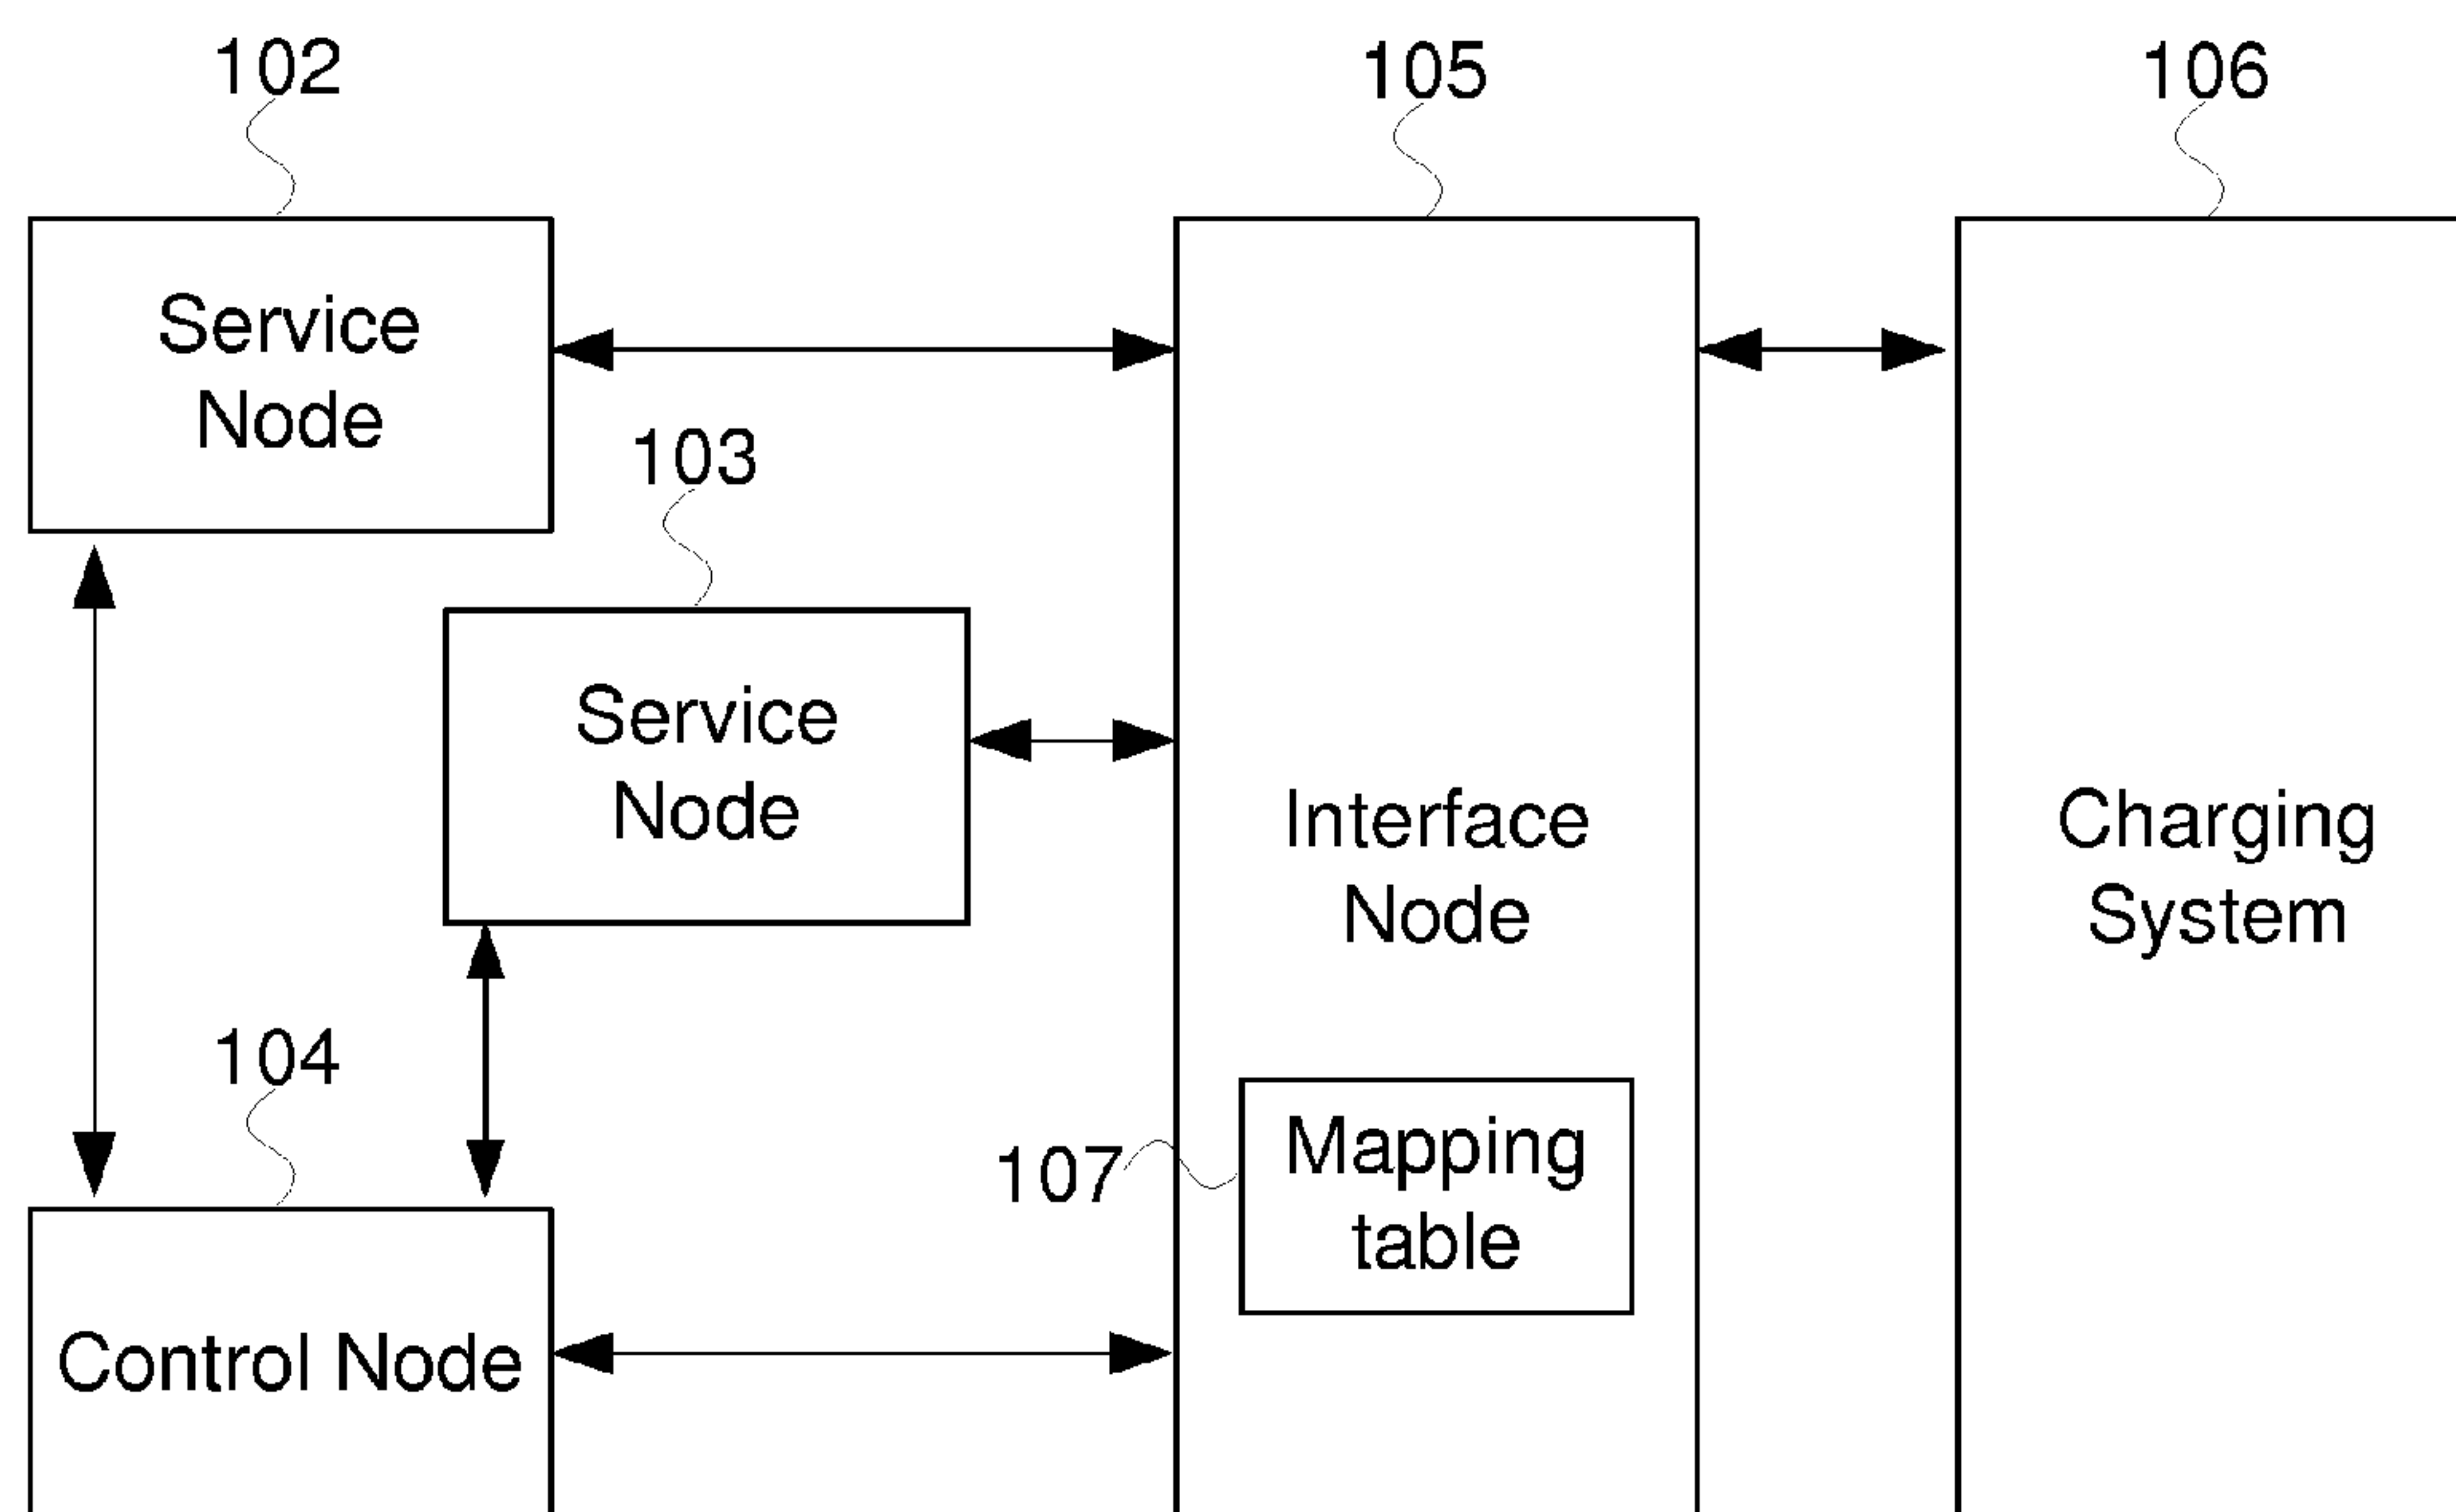 102
105
106
Service
Node
103
Service
Node
Interface
Node
Charging
System
104
107
Mapping
table
Control Node